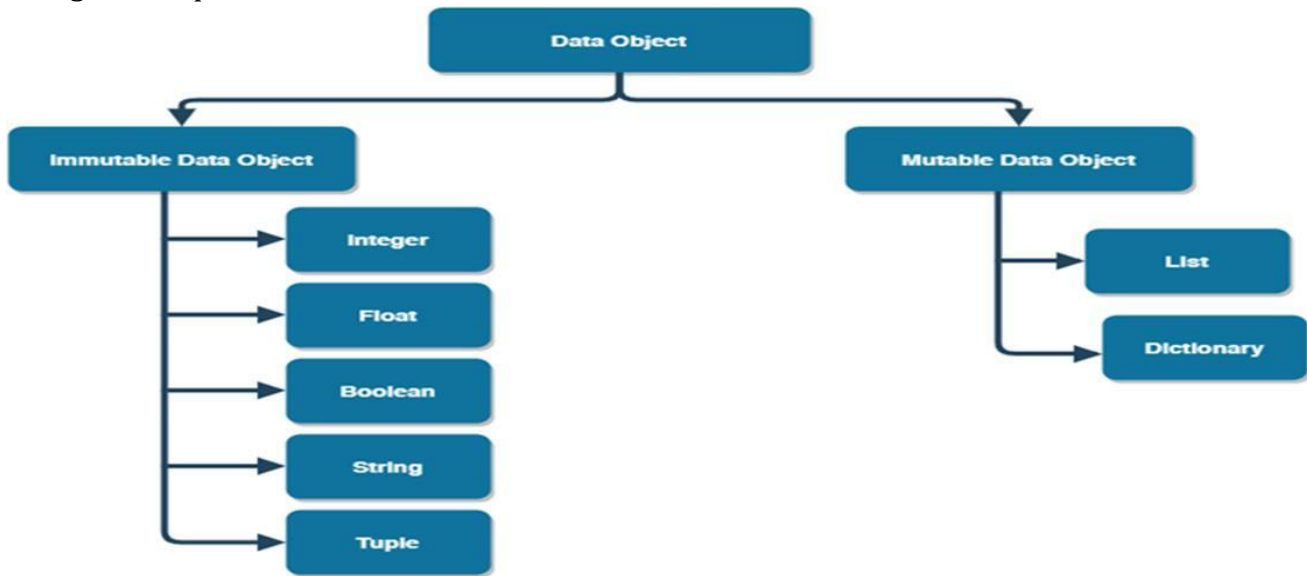 Data Object
Immutable Data Object
Mutable Data Object
Integer
Float
Boolean
String
Tuple
List
Dictionary